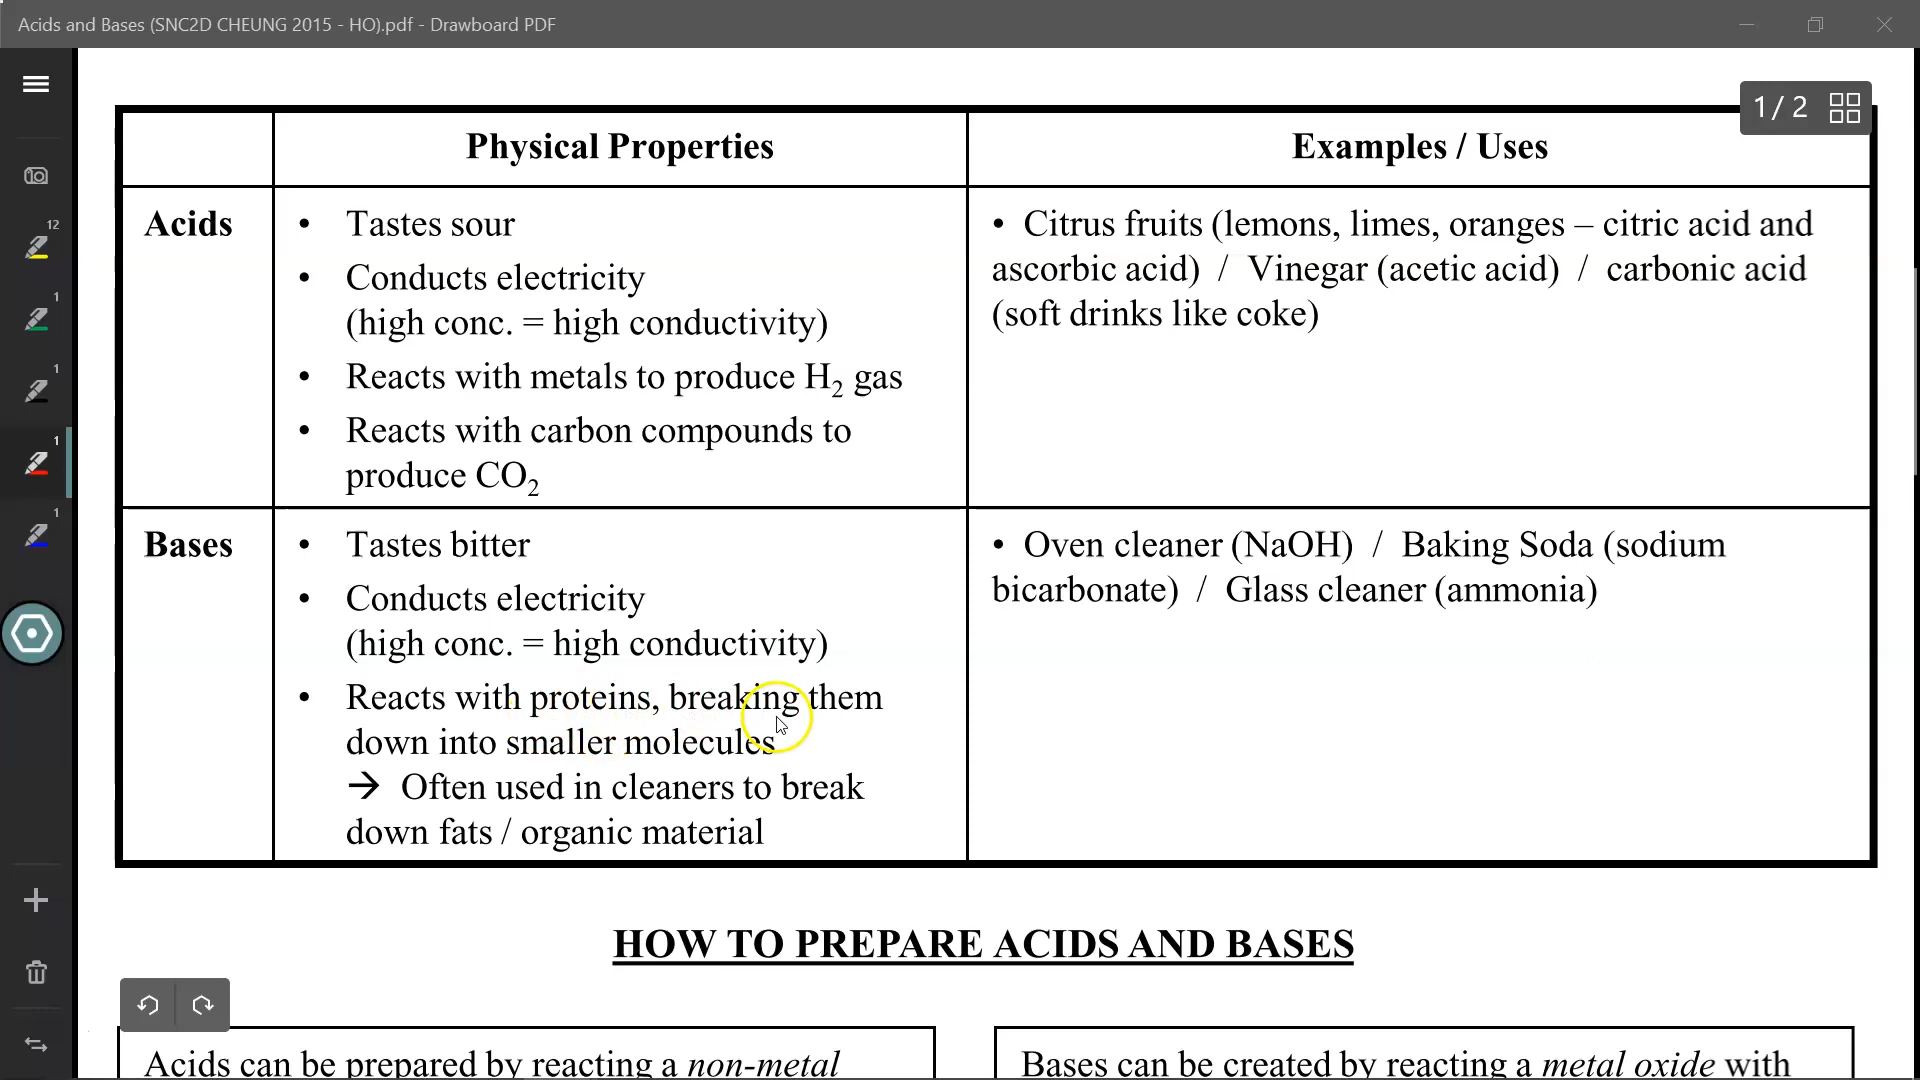 Acids and Bases (SNC2D CHEUNG 2015 - HO).pdf - Drawboard PDF
1 / 2
Physical Properties
Examples / Uses
Acids
• Tastes sour
• Conducts electricity
(high conc. = high conductivity)
• Reacts with metals to produce H₂ gas
• Reacts with carbon compounds to
produce CO₂
• Citrus fruits (lemons, limes, oranges – citric acid and
ascorbic acid) / Vinegar (acetic acid) / carbonic acid
(soft drinks like coke)
Bases
• Tastes bitter
• Conducts electricity
(high conc. = high conductivity)
• Reacts with proteins, breaking them
down into smaller molecules
→ Often used in cleaners to break
down fats / organic material
• Oven cleaner (NaOH) / Baking Soda (sodium
bicarbonate) / Glass cleaner (ammonia)
HOW TO PREPARE ACIDS AND BASES
Acids can be prepared by reacting a non-metal
Bases can be created by reacting a metal oxide with
12
1
1
1
1